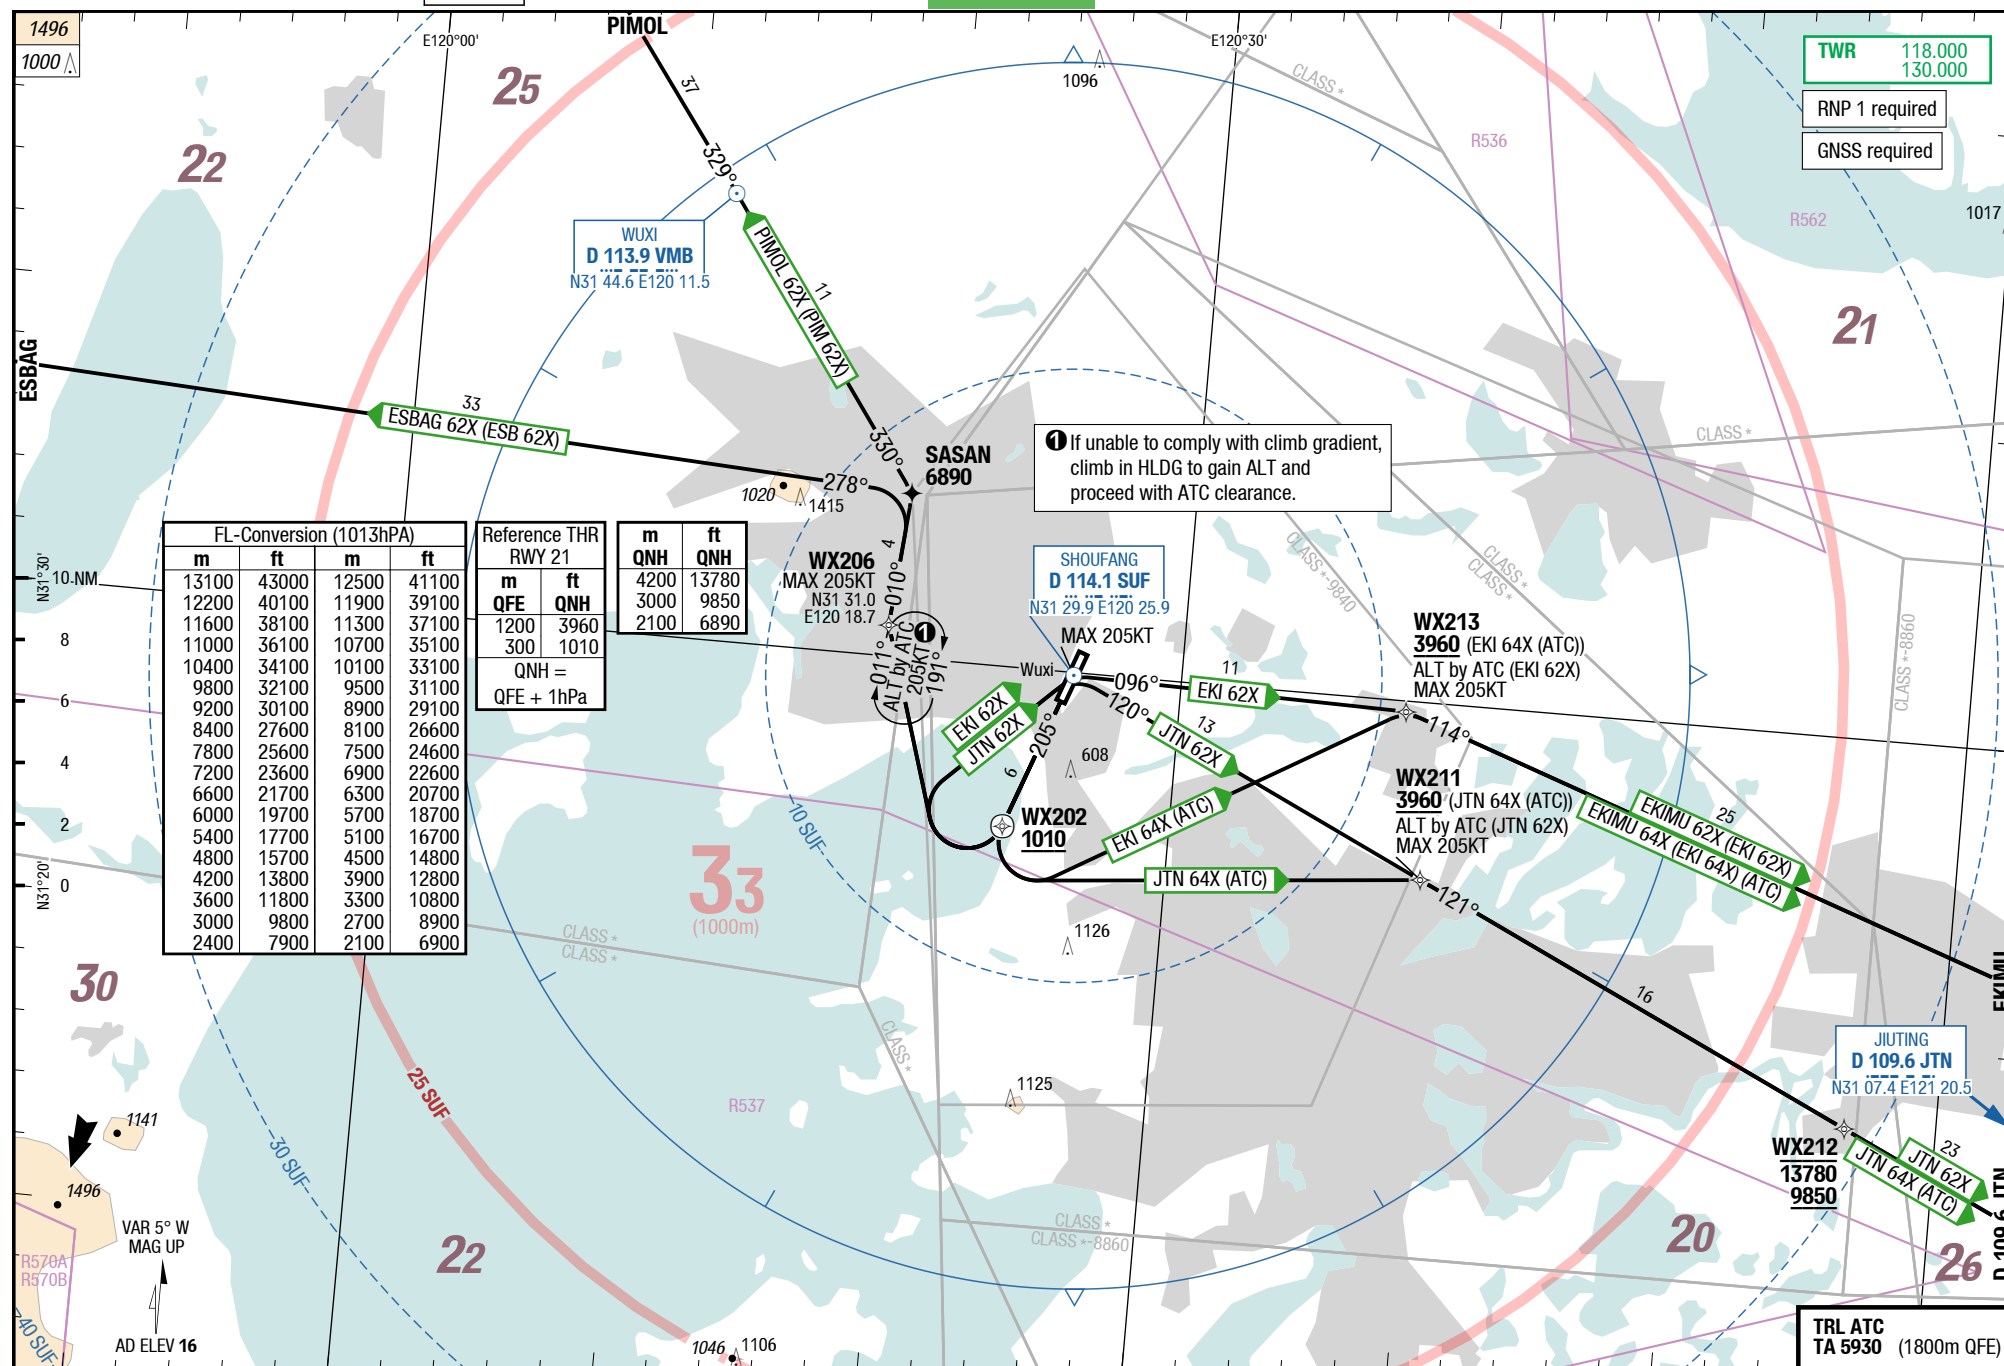 1496
1000
PIMOL
E120°00'
E120°30'
1096
TWR 118.000
130.000
RNP 1 required
GNSS required
25
22
37
329°
CLASS *
R536
R562
1017
21
WUXI
D 113.9 VMB
N31 44.6 E120 11.5
PIMOL 62X (PIM 62X)
11
330°
ESBAG
33
ESBAG 62X (ESB 62X)
278°
1020
1415
SASAN
6890
CLASS *
❶ If unable to comply with climb gradient,
climb in HLDG to gain ALT and
proceed with ATC clearance.
FL-Conversion (1013hPA)
m ft m ft
13100 43000 12500 41100
12200 40100 11900 39100
11600 38100 11300 37100
11000 36100 10700 35100
10400 34100 10100 33100
9800 32100 9500 31100
9200 30100 8900 29100
8400 27600 8100 26600
7800 25600 7500 24600
7200 23600 6900 22600
6600 21700 6300 20700
6000 19700 5700 18700
5400 17700 5100 16700
4800 15700 4500 14800
4200 13800 3900 12800
3600 11800 3300 10800
3000 9800 2700 8900
2400 7900 2100 6900
Reference THR
RWY 21
m ft
QFE QNH
1200 3960
300 1010
QNH =
QFE + 1hPa
m ft
QNH QNH
4200 13780
3000 9850
2100 6890
N31°30'
10 NM
8
6
4
2
0
N31°20'
WX206
MAX 205KT
N31 31.0
E120 18.7
4
010°
011°
ALT by ATC
205KT
191°
❶
SHOUFANG
D 114.1 SUF
N31 29.9 E120 25.9
MAX 205KT
Wuxi
CLASS *-9840
CLASS *
CLASS *
CLASS *-8860
096°
11
EKI 62X
120°
13
JTN 62X
EKI 62X
JTN 62X
205°
6
608
WX213
3960 (EKI 64X (ATC))
ALT by ATC (EKI 62X)
MAX 205KT
114°
WX211
3960 (JTN 64X (ATC))
ALT by ATC (JTN 62X)
MAX 205KT
121°
WX202
1010
EKI 64X (ATC)
JTN 64X (ATC)
10 SUF
25
EKIMU 62X (EKI 62X)
EKIMU 64X (EKI 64X) (ATC)
EKIMU
33
(1000m)
CLASS *
CLASS *
1126
30
16
CLASS *
1125
R537
25 SUF
30 SUF
JIUTING
D 109.6 JTN
N31 07.4 E121 20.5
1141
1496
VAR 5° W
MAG UP
AD ELEV 16
R570A
R570B
40 SUF
22
CLASS *
CLASS *-8860
1046
1106
WX212
13780
9850
23
JTN 62X
JTN 64X (ATC)
D 109.6 JTN
20
26
TRL ATC
TA 5930 (1800m QFE)